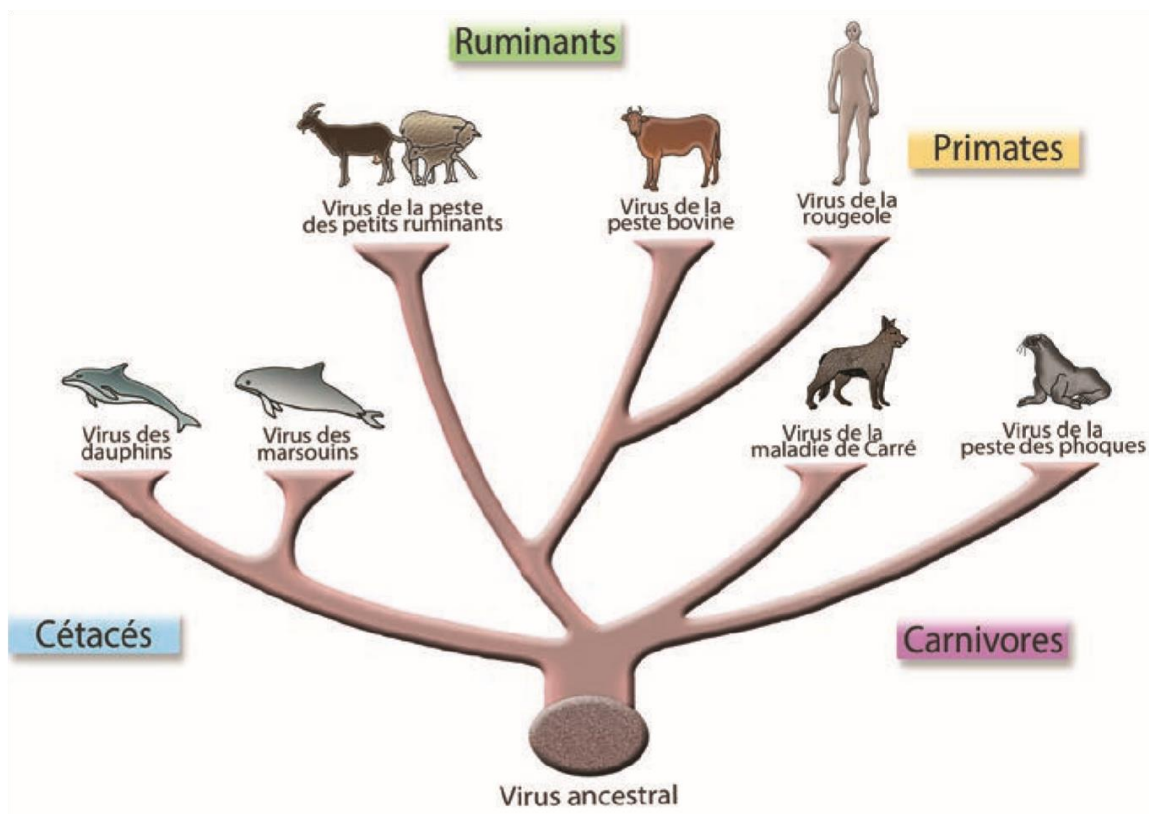 Ruminants
Primates
Virus de la peste
des petits ruminants
Virus de la
peste bovine
Virus de la
rougeole
Virus des
dauphins
Virus des
marsouins
Virus de la
maladie de Carré
Virus de la
peste des phoques
Cétacés
Carnivores
Virus ancestral